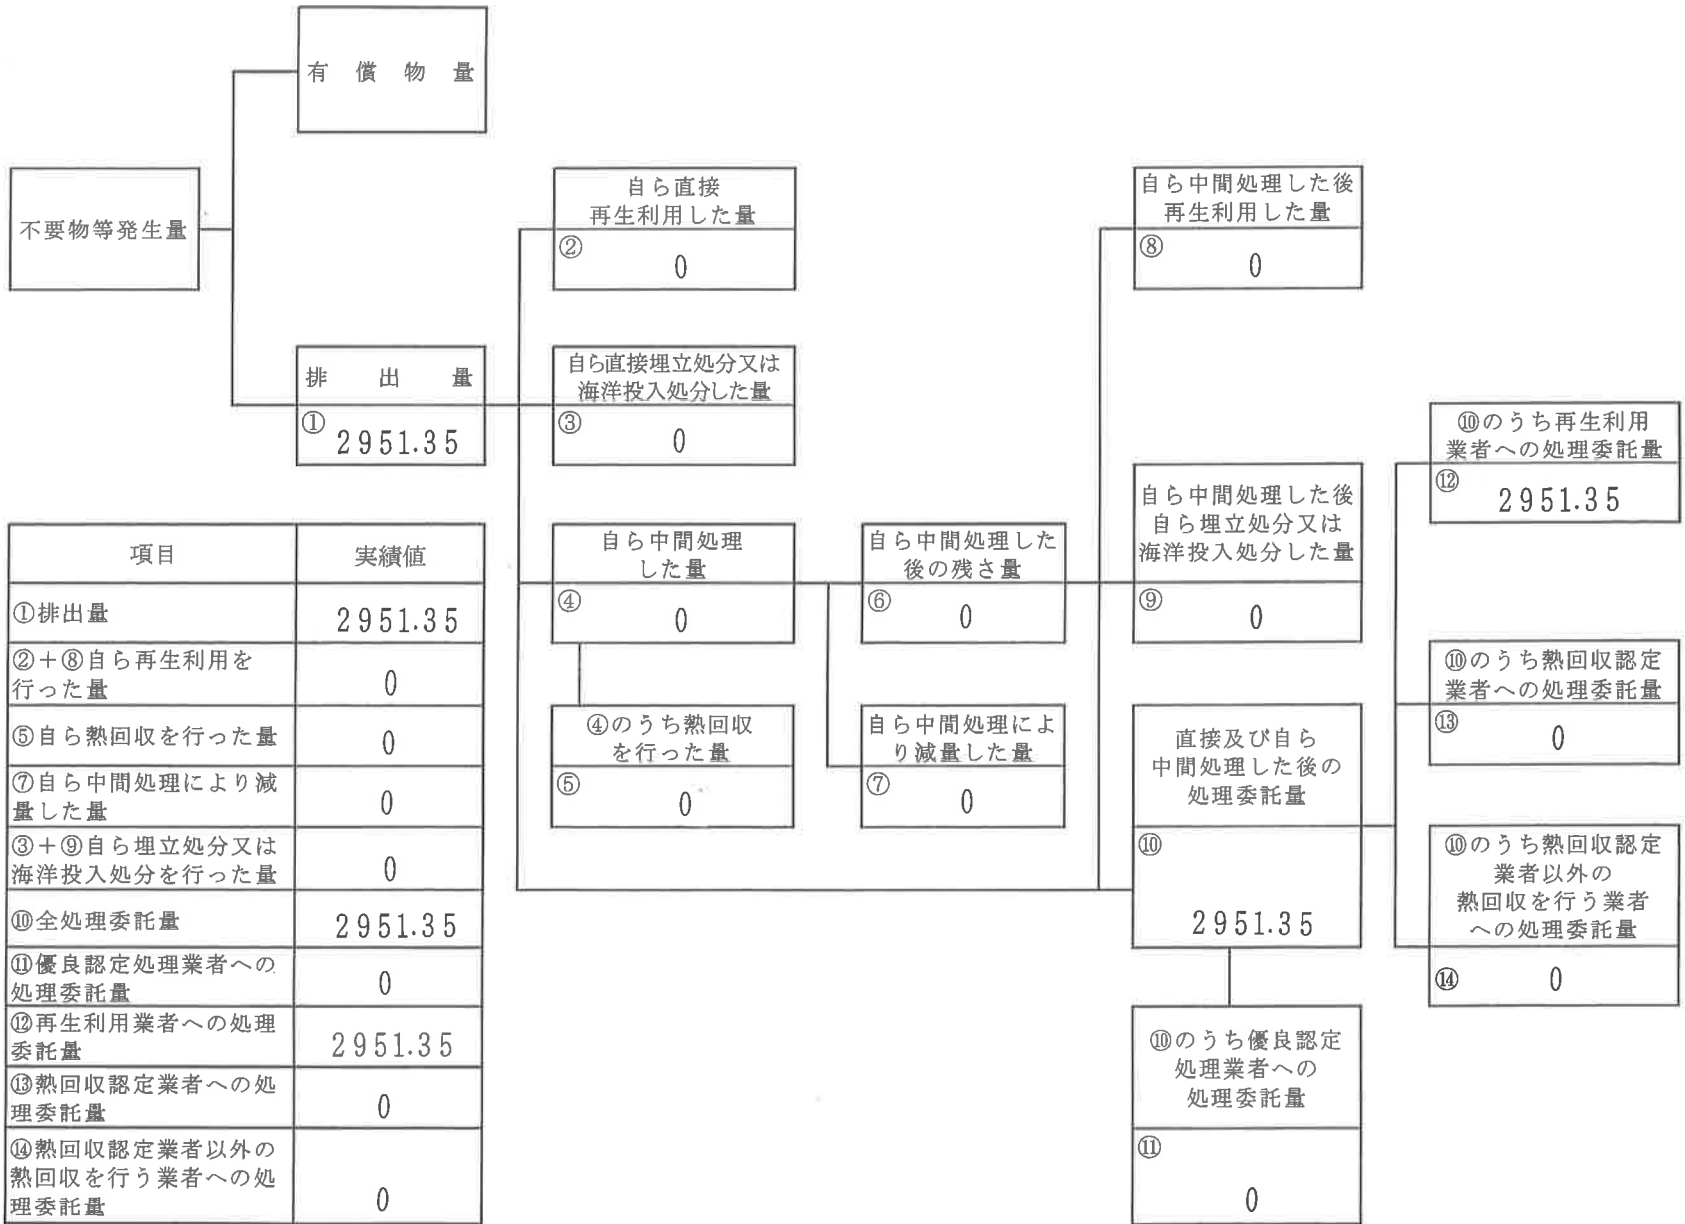 有償物量
不要物等発生量
排出量
①
2951.35
自ら直接
再生利用した量
②
0
自ら直接埋立処分又は
海洋投入処分した量
③
0
自ら中間処理
した量
④
0
④のうち熱回収
を行った量
⑤
0
自ら中間処理した
後の残さ量
⑥
0
自ら中間処理によ
り減量した量
⑦
0
自ら中間処理した後
再生利用した量
⑧
0
自ら中間処理した後
自ら埋立処分又は
海洋投入処分した量
⑨
0
直接及び自ら
中間処理した後の
処理委託量
⑩
2951.35
⑩のうち優良認定
処理業者への
処理委託量
⑪
0
⑩のうち再生利用
業者への処理委託量
⑫
2951.35
⑩のうち熱回収認定
業者への処理委託量
⑬
0
⑩のうち熱回収認定
業者以外の
熱回収を行う業者
への処理委託量
⑭
0
項目 実績値
①排出量 2951.35
②+⑧自ら再生利用を
行った量 0
⑤自ら熱回収を行った量 0
⑦自ら中間処理により減
量した量 0
③+⑨自ら埋立処分又は
海洋投入処分を行った量 0
⑩全処理委託量 2951.35
⑪優良認定処理業者への
処理委託量 0
⑫再生利用業者への処理
委託量 2951.35
⑬熱回収認定業者への処
理委託量 0
⑭熱回収認定業者以外の
熱回収を行う業者への処
理委託量 0